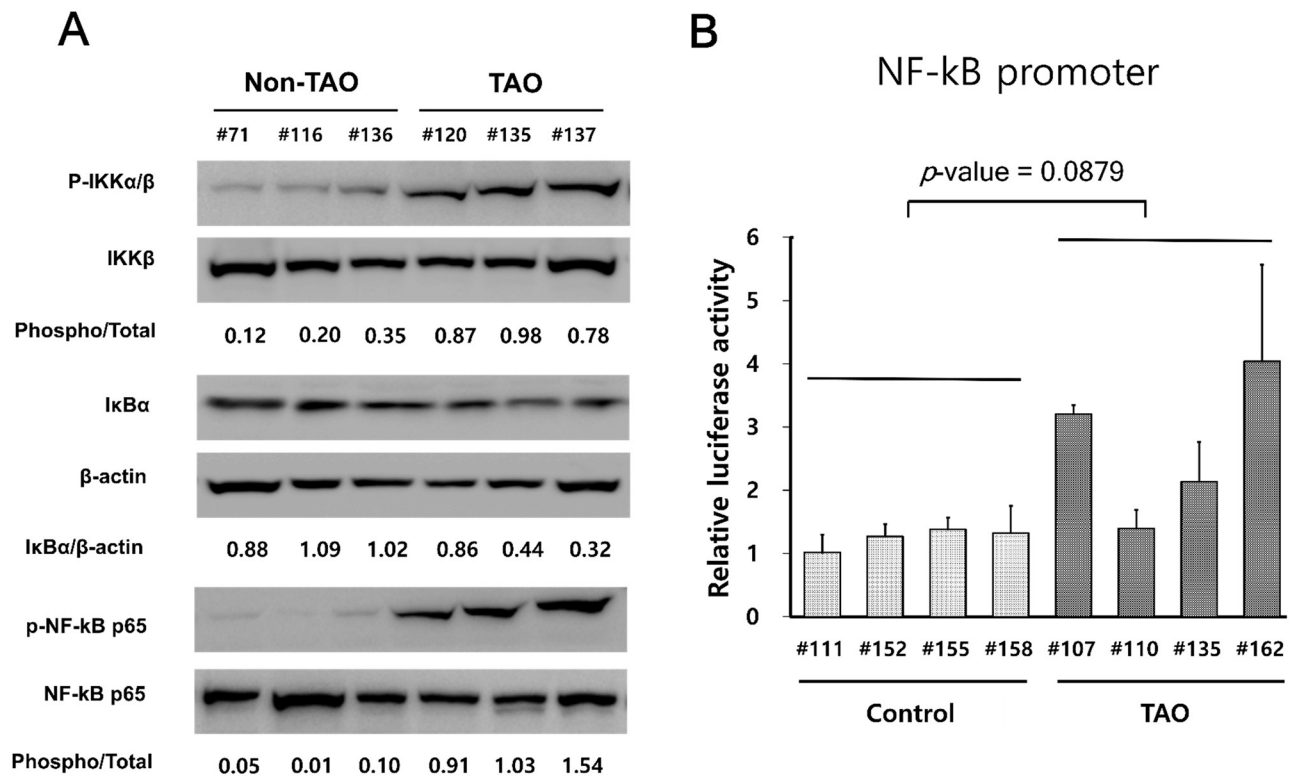 A
Non-TAO TAO
#71 #116 #136 #120 #135 #137
P-IKKα/β
IKKβ
Phospho/Total 0.12 0.20 0.35 0.87 0.98 0.78
IκBα
β-actin
IκBα/β-actin 0.88 1.09 1.02 0.86 0.44 0.32
p-NF-kB p65
NF-kB p65
Phospho/Total 0.05 0.01 0.10 0.91 1.03 1.54
B
NF-kB promoter
p-value = 0.0879
Relative luciferase activity
6
5
4
3
2
1
0
#111 #152 #155 #158 #107 #110 #135 #162
Control TAO